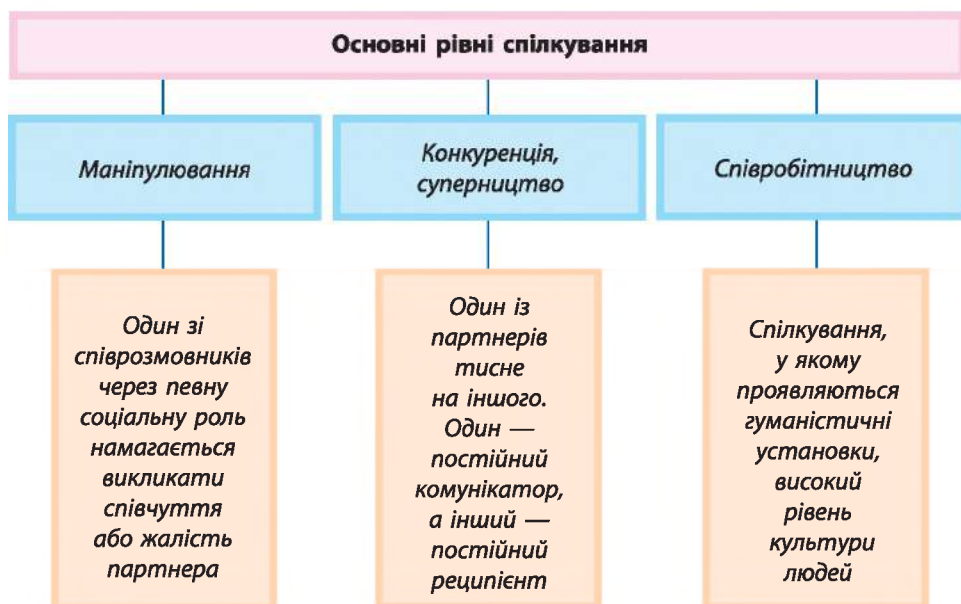 Основні рівні спілкування
Маніпулювання
Конкуренція,
суперництво
Співробітництво
Один зі
співрозмовників
через певну
соціальну роль
намагається
викликати
співчуття
або жалість
партнера
Один із
партнерів
тисне
на іншого.
Один —
постійний
комунікатор,
а інший —
постійний
реципієнт
Спілкування,
у якому
проявляються
гуманістичні
установки,
високий
рівень
культури
людей